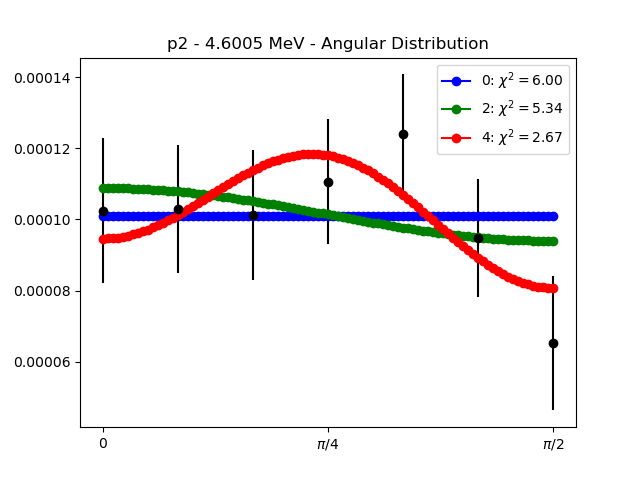 p2 - 4.6005 MeV - Angular Distribution
0.00014
0.00012
0.00010
0.00008
0.00006
0
π/4
π/2
0: χ² = 6.00
2: χ² = 5.34
4: χ² = 2.67